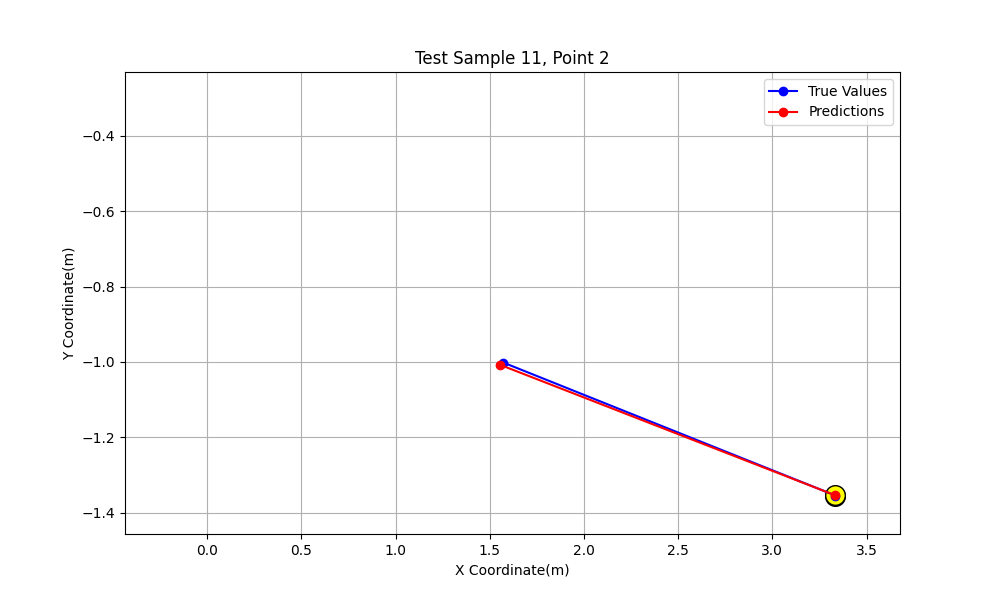 Test Sample 11, Point 2
True Values
Predictions
−0.4
−0.6
−0.8
−1.0
−1.2
−1.4
Y Coordinate(m)
0.0 0.5 1.0 1.5 2.0 2.5 3.0 3.5
X Coordinate(m)